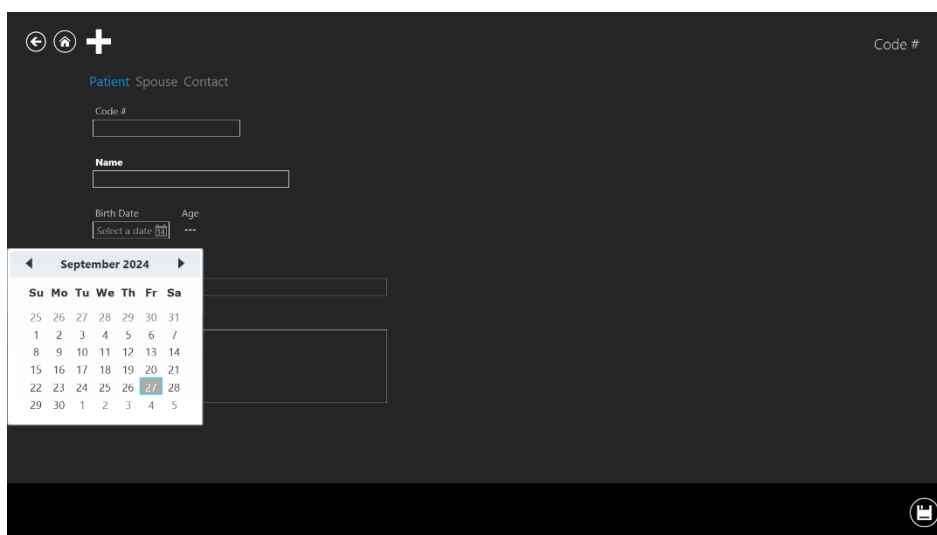 Code #
Patient Spouse Contact
Code #
Name
Birth Date Age
Select a date 14 ---
September 2024
Su Mo Tu We Th Fr Sa
25 26 27 28 29 30 31
1 2 3 4 5 6 7
8 9 10 11 12 13 14
15 16 17 18 19 20 21
22 23 24 25 26 27 28
29 30 1 2 3 4 5